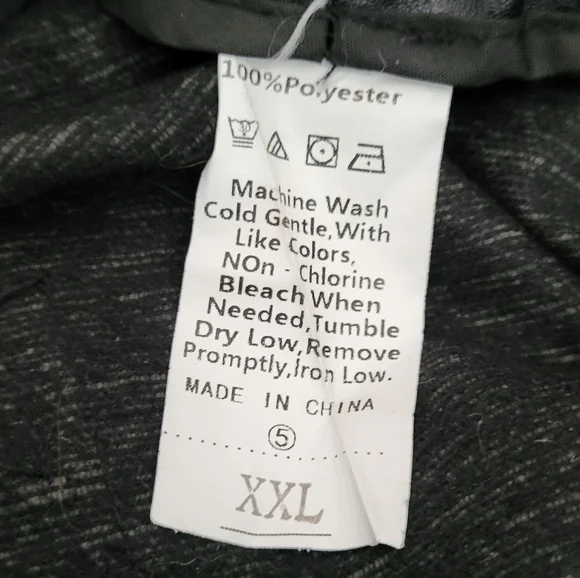 100%Polyester
30
Machine Wash
Cold Gentle,With
Like Colors,
NOn - Chlorine
Bleach When
Needed,Tumble
Dry Low,Remove
Promptly,Iron Low.
MADE IN CHINA
5
XXL